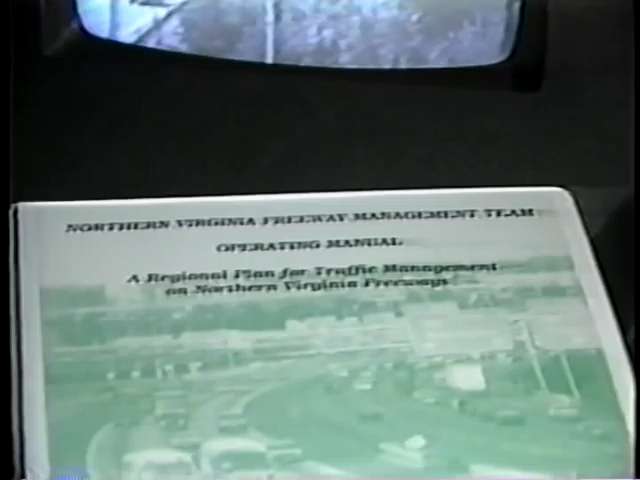 NORTHERN VIRGINIA FREEWAY MANAGEMENT TEAM
OPERATING MANUAL
A Regional Plan for Traffic Management
on Northern Virginia Freeways